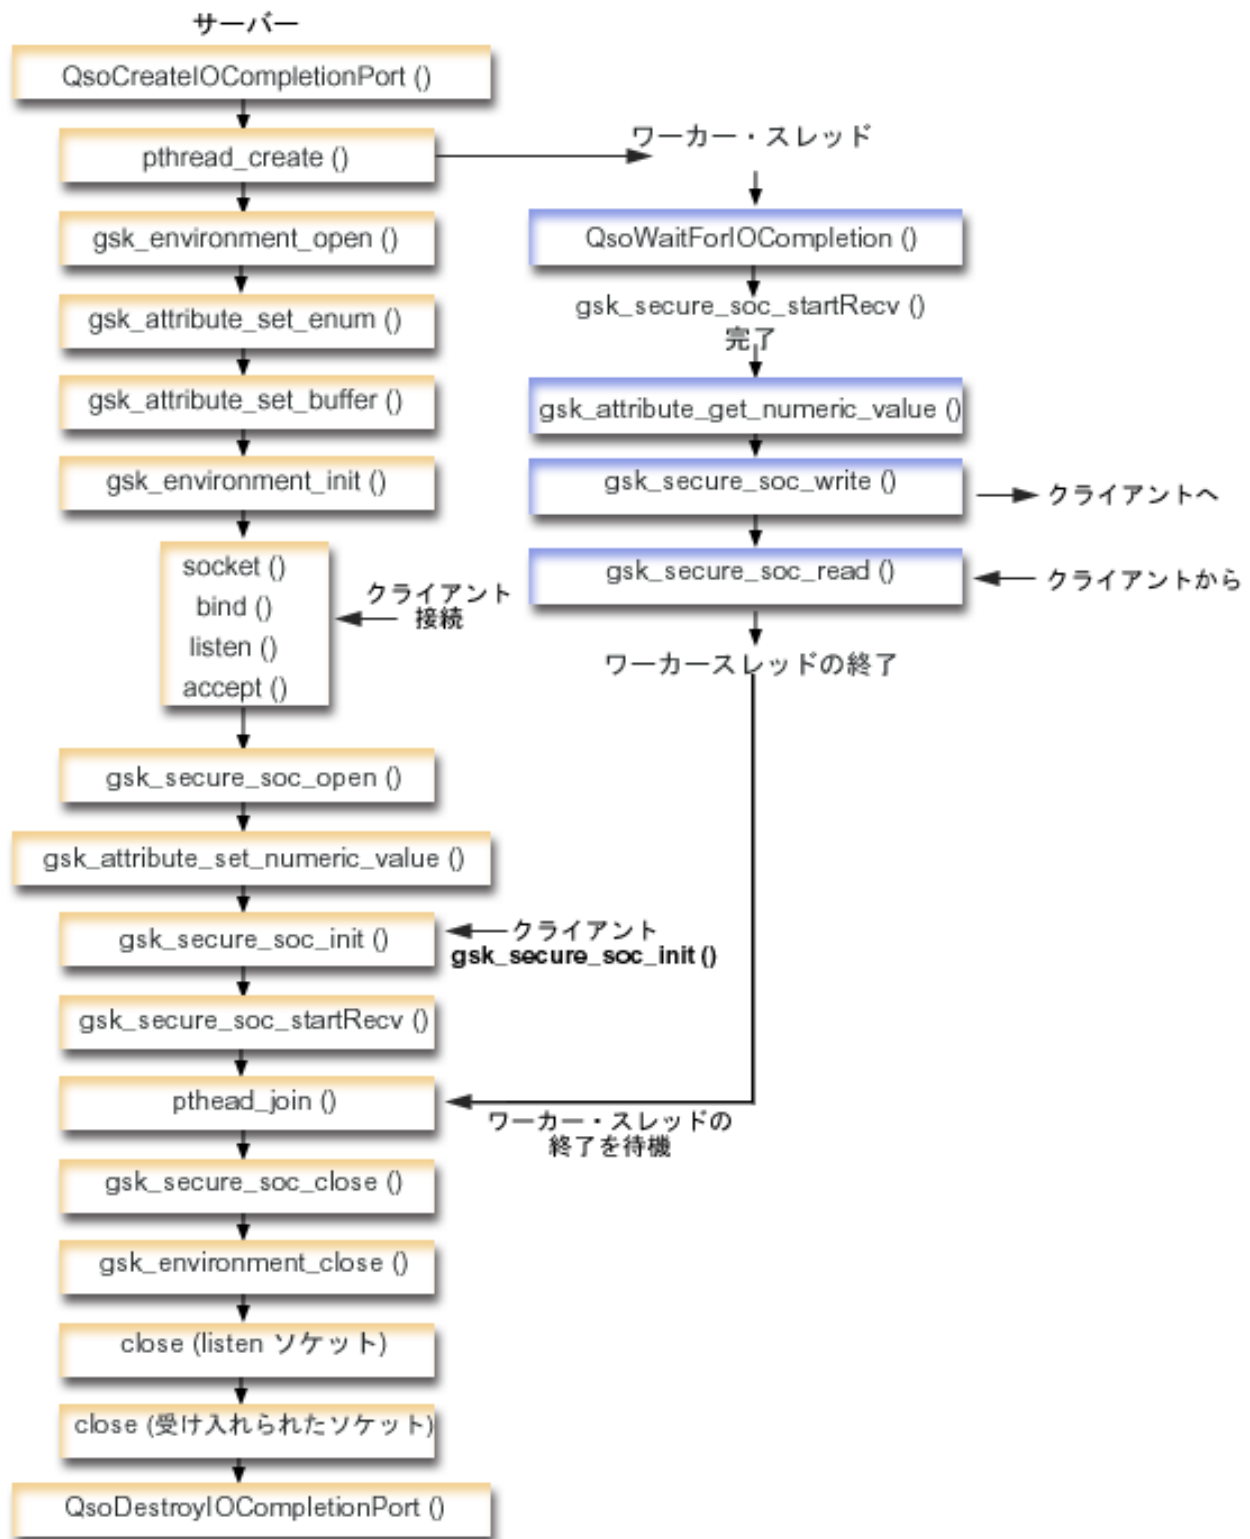 サーバー
QsoCreateIOCompletionPort ()
pthread_create ()
gsk_environment_open ()
gsk_attribute_set_enum ()
gsk_attribute_set_buffer ()
gsk_environment_init ()
socket ()
bind ()
listen ()
accept ()
クライアント
接続
gsk_secure_soc_open ()
gsk_attribute_set_numeric_value ()
gsk_secure_soc_init ()
クライアント
gsk_secure_soc_init ()
gsk_secure_soc_startRecv ()
pthead_join ()
ワーカー・スレッドの
終了を待機
gsk_secure_soc_close ()
gsk_environment_close ()
close (listen ソケット)
close (受け入れられたソケット)
QsoDestroyIOCompletionPort ()
ワーカー・スレッド
QsoWaitForIOCompletion ()
gsk_secure_soc_startRecv ()
完了
gsk_attribute_get_numeric_value ()
gsk_secure_soc_write ()
クライアントへ
gsk_secure_soc_read ()
クライアントから
ワーカースレッドの終了